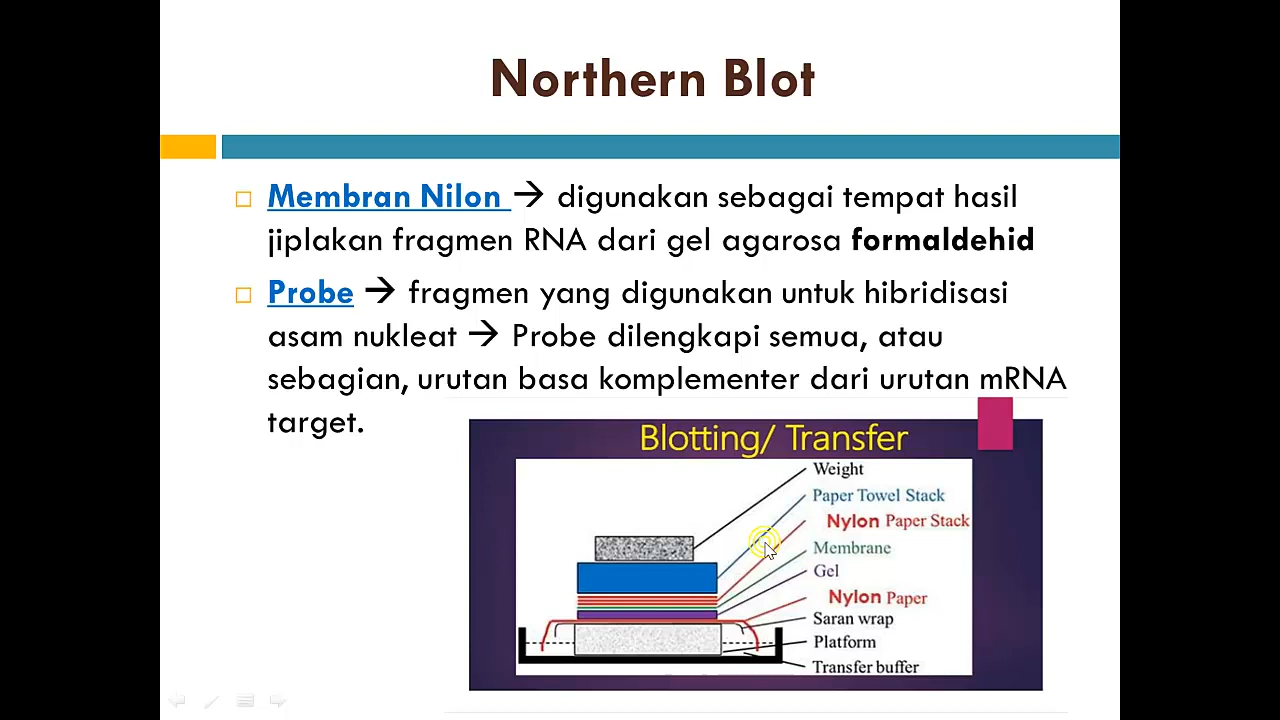 Northern Blot
Membran Nilon → digunakan sebagai tempat hasil
jiplakan fragmen RNA dari gel agarosa formaldehid
Probe → fragmen yang digunakan untuk hibridisasi
asam nukleat → Probe dilengkapi semua, atau
sebagian, urutan basa komplementer dari urutan mRNA
target.
Blotting/ Transfer
Weight
Paper Towel Stack
Nylon Paper Stack
Membrane
Gel
Nylon Paper
Saran wrap
Platform
Transfer buffer